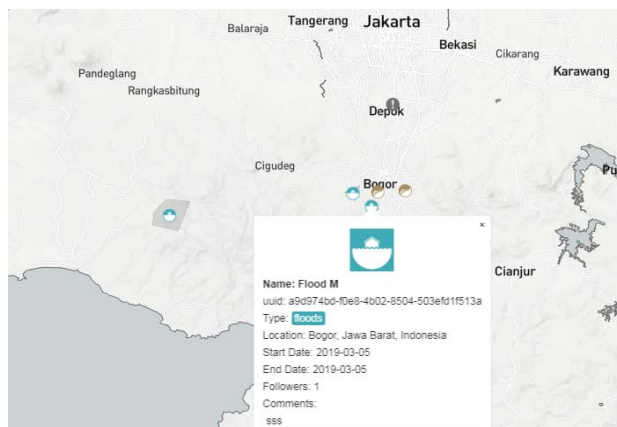 Tangerang
Jakarta
Balaraja
Bekasi
Cikarang
Pandeglang
Karawang
Rangkasbitung
Depok
Cigudeg
Bogor
Pu
×
Cianjur
Name: Flood M
uuid: a9d974bd-f0e8-4b02-8504-503efd1f513a
Type: floods
Location: Bogor, Jawa Barat, Indonesia
Start Date: 2019-03-05
End Date: 2019-03-05
Followers: 1
Comments:
sss